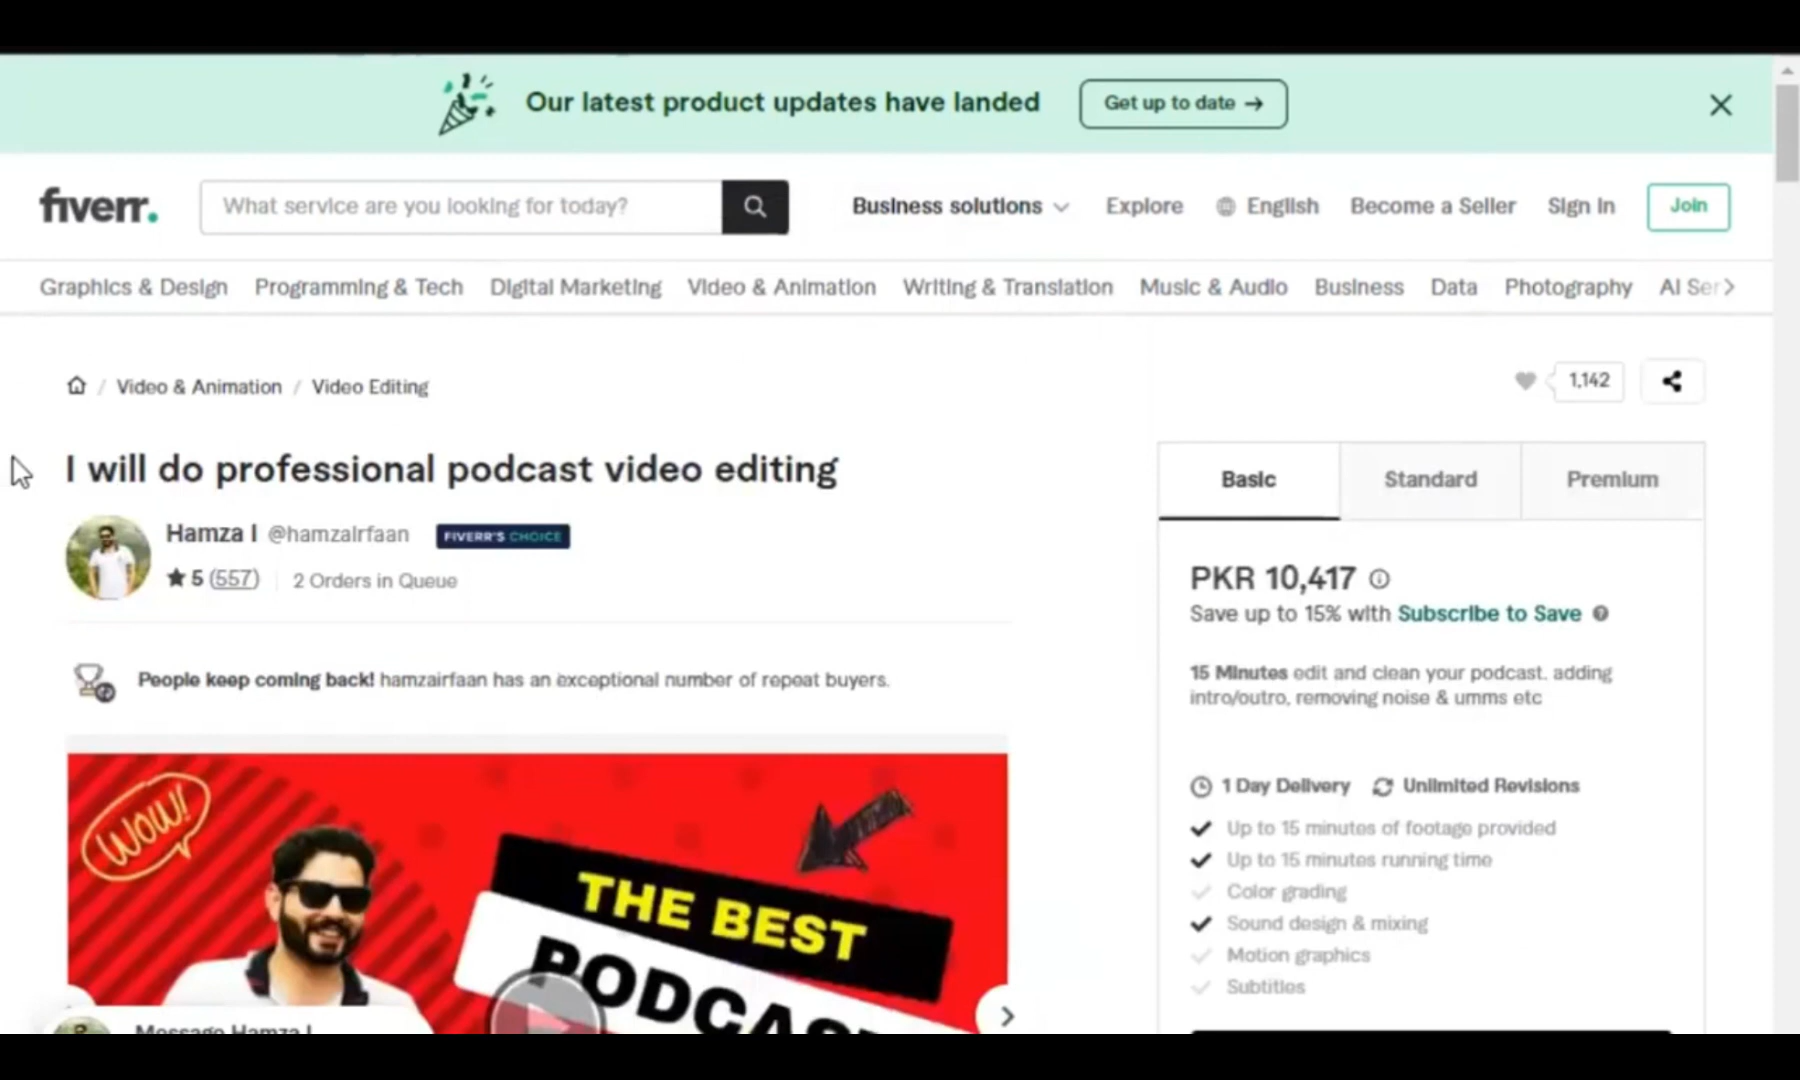 Our latest product updates have landed
Get up to date →
fiverr.
What service are you looking for today?
Business solutions
Explore
English
Become a Seller
Sign In
Join
Graphics & Design
Programming & Tech
Digital Marketing
Video & Animation
Writing & Translation
Music & Audio
Business
Data
Photography
AI Ser
/ Video & Animation / Video Editing
1,142
I will do professional podcast video editing
Hamza I @hamzairfaan FIVERR'S CHOICE
★ 5 (557) 2 Orders in Queue
People keep coming back! hamzairfaan has an exceptional number of repeat buyers.
WOW!
THE BEST
PODCAS
Message Hamza I
Basic
Standard
Premium
PKR 10,417
Save up to 15% with Subscribe to Save
15 Minutes edit and clean your podcast. adding
intro/outro, removing noise & umms etc
1 Day Delivery Unlimited Revisions
Up to 15 minutes of footage provided
Up to 15 minutes running time
Color grading
Sound design & mixing
Motion graphics
Subtitles